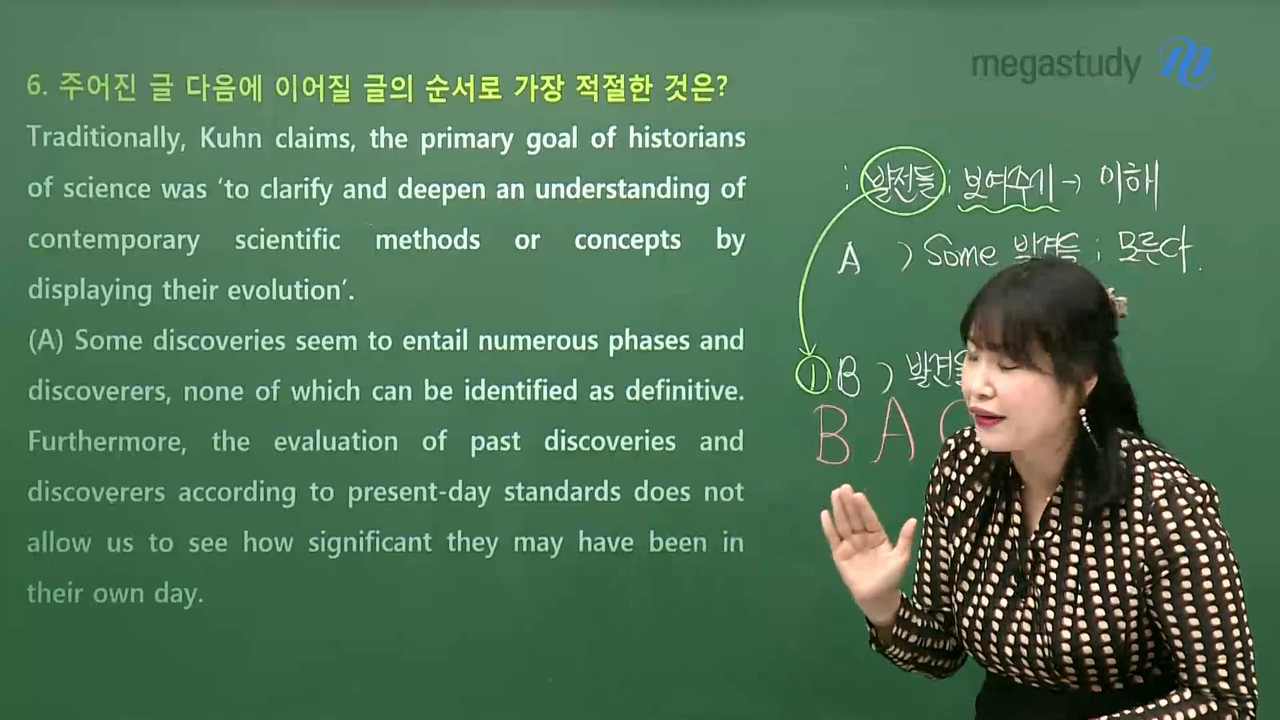 megastudy
6. 주어진 글 다음에 이어질 글의 순서로 가장 적절한 것은?
Traditionally, Kuhn claims, the primary goal of historians
of science was ‘to clarify and deepen an understanding of
contemporary scientific methods or concepts by
displaying their evolution’.
(A) Some discoveries seem to entail numerous phases and
discoverers, none of which can be identified as definitive.
Furthermore, the evaluation of past discoveries and
discoverers according to present-day standards does not
allow us to see how significant they may have been in
their own day.
: 발전들 ; 보여주기 → 이해
A ) Some 발견들 ; 모른다.
① B ) 발견들
B A C